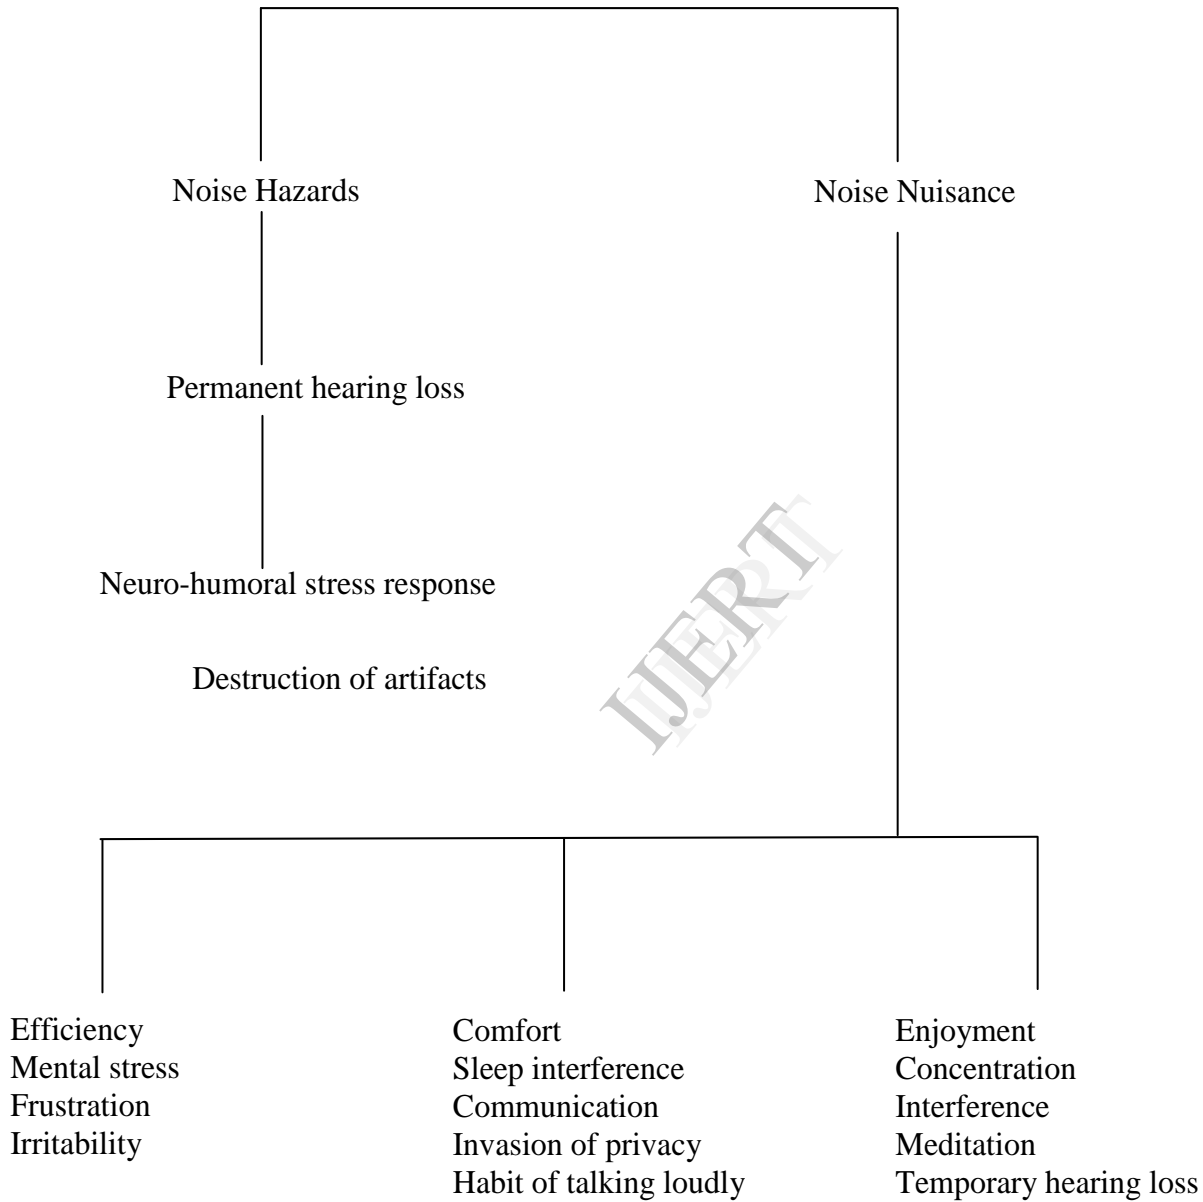 Noise Hazards
Noise Nuisance
Permanent hearing loss
Neuro-humoral stress response
Destruction of artifacts
IJERT
Efficiency
Mental stress
Frustration
Irritability
Comfort
Sleep interference
Communication
Invasion of privacy
Habit of talking loudly
Enjoyment
Concentration
Interference
Meditation
Temporary hearing loss